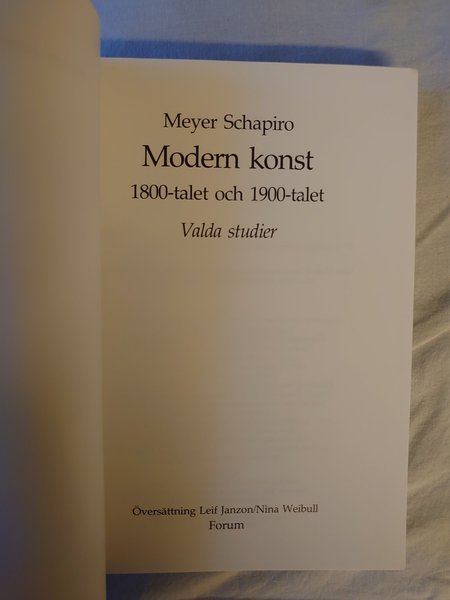 Meyer Schapiro
Modern konst
1800-talet och 1900-talet
Valda studier
Översättning Leif Janzon/Nina Weibull
Forum